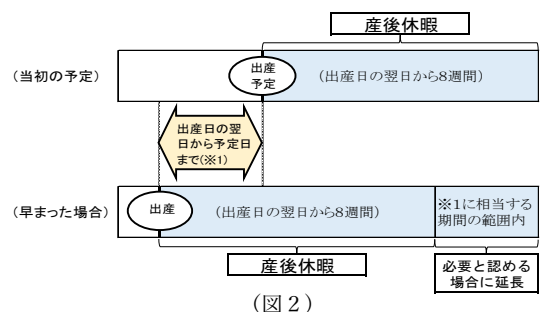 産後休暇
(当初の予定)
出産
予定
(出産日の翌日から8週間)
出産日の翌
日から予定日
まで(※1)
(早まった場合)
出産
(出産日の翌日から8週間)
※1に相当する
期間の範囲内
産後休暇
必要と認める
場合に延長
(図2)